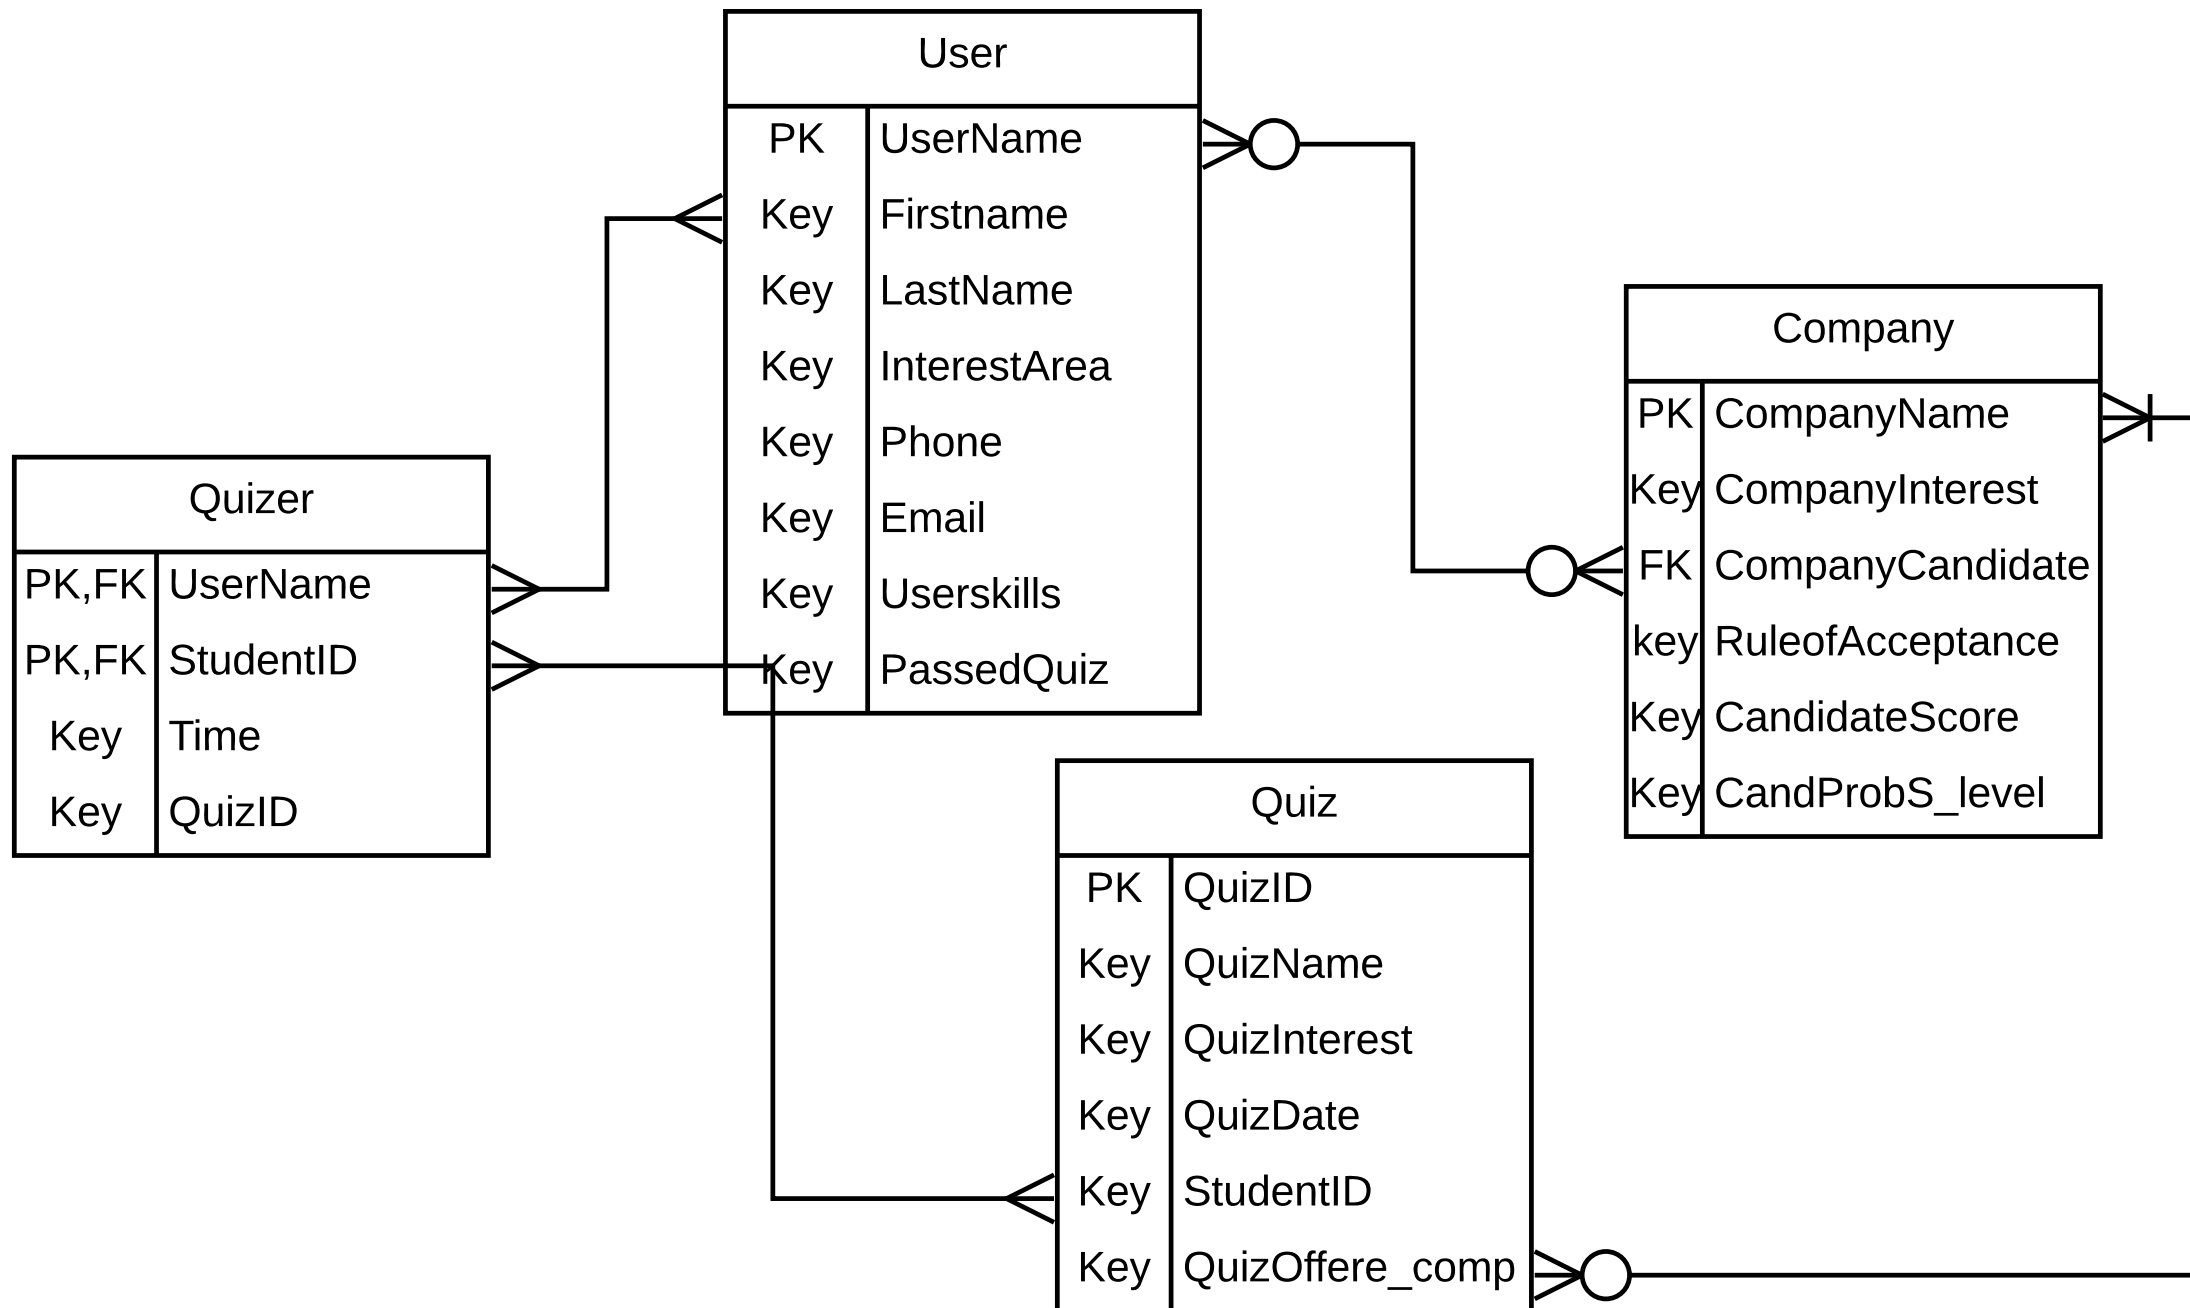 User
PK UserName
Key Firstname
Key LastName
Key InterestArea
Key Phone
Key Email
Key Userskills
Key PassedQuiz
Company
PK CompanyName
Key CompanyInterest
FK CompanyCandidate
key RuleofAcceptance
Key CandidateScore
Key CandProbS_level
Quizer
PK,FK UserName
PK,FK StudentID
Key Time
Key QuizID
Quiz
PK QuizID
Key QuizName
Key QuizInterest
Key QuizDate
Key StudentID
Key QuizOffere_comp